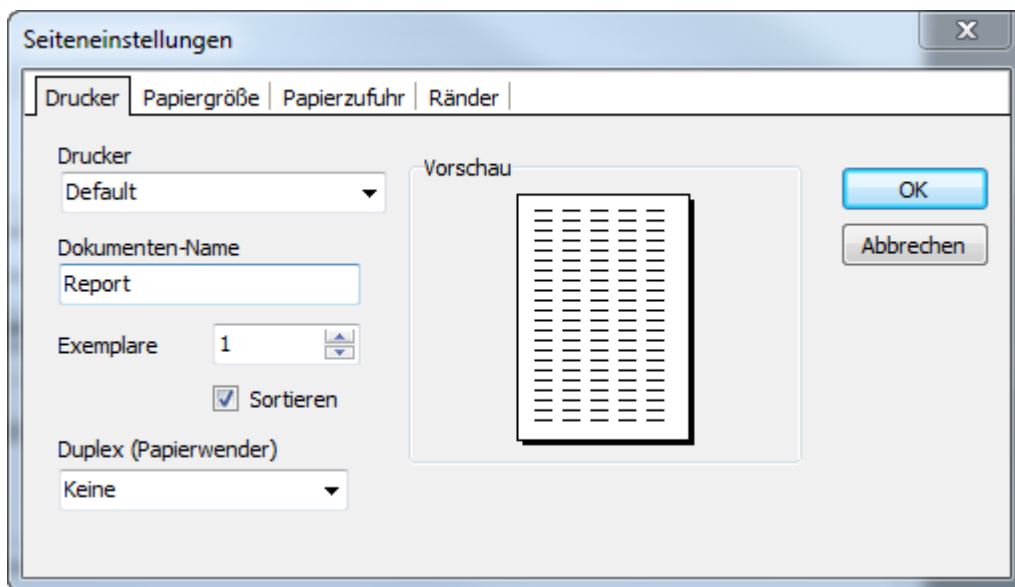 Seiteneinstellungen
Drucker Papiergröße Papierzufuhr Ränder
Drucker
Default
Dokumenten-Name
Report
Exemplare 1
Sortieren
Duplex (Papierwender)
Keine
Vorschau
OK
Abbrechen